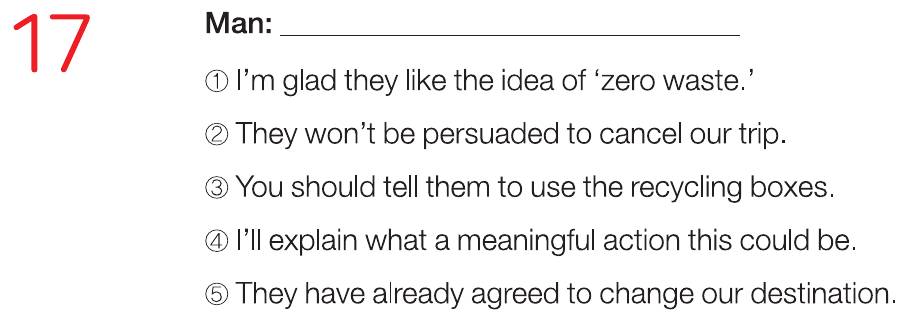 17
Man: ______________________________
① I'm glad they like the idea of ‘zero waste.’
② They won't be persuaded to cancel our trip.
③ You should tell them to use the recycling boxes.
④ I'll explain what a meaningful action this could be.
⑤ They have already agreed to change our destination.